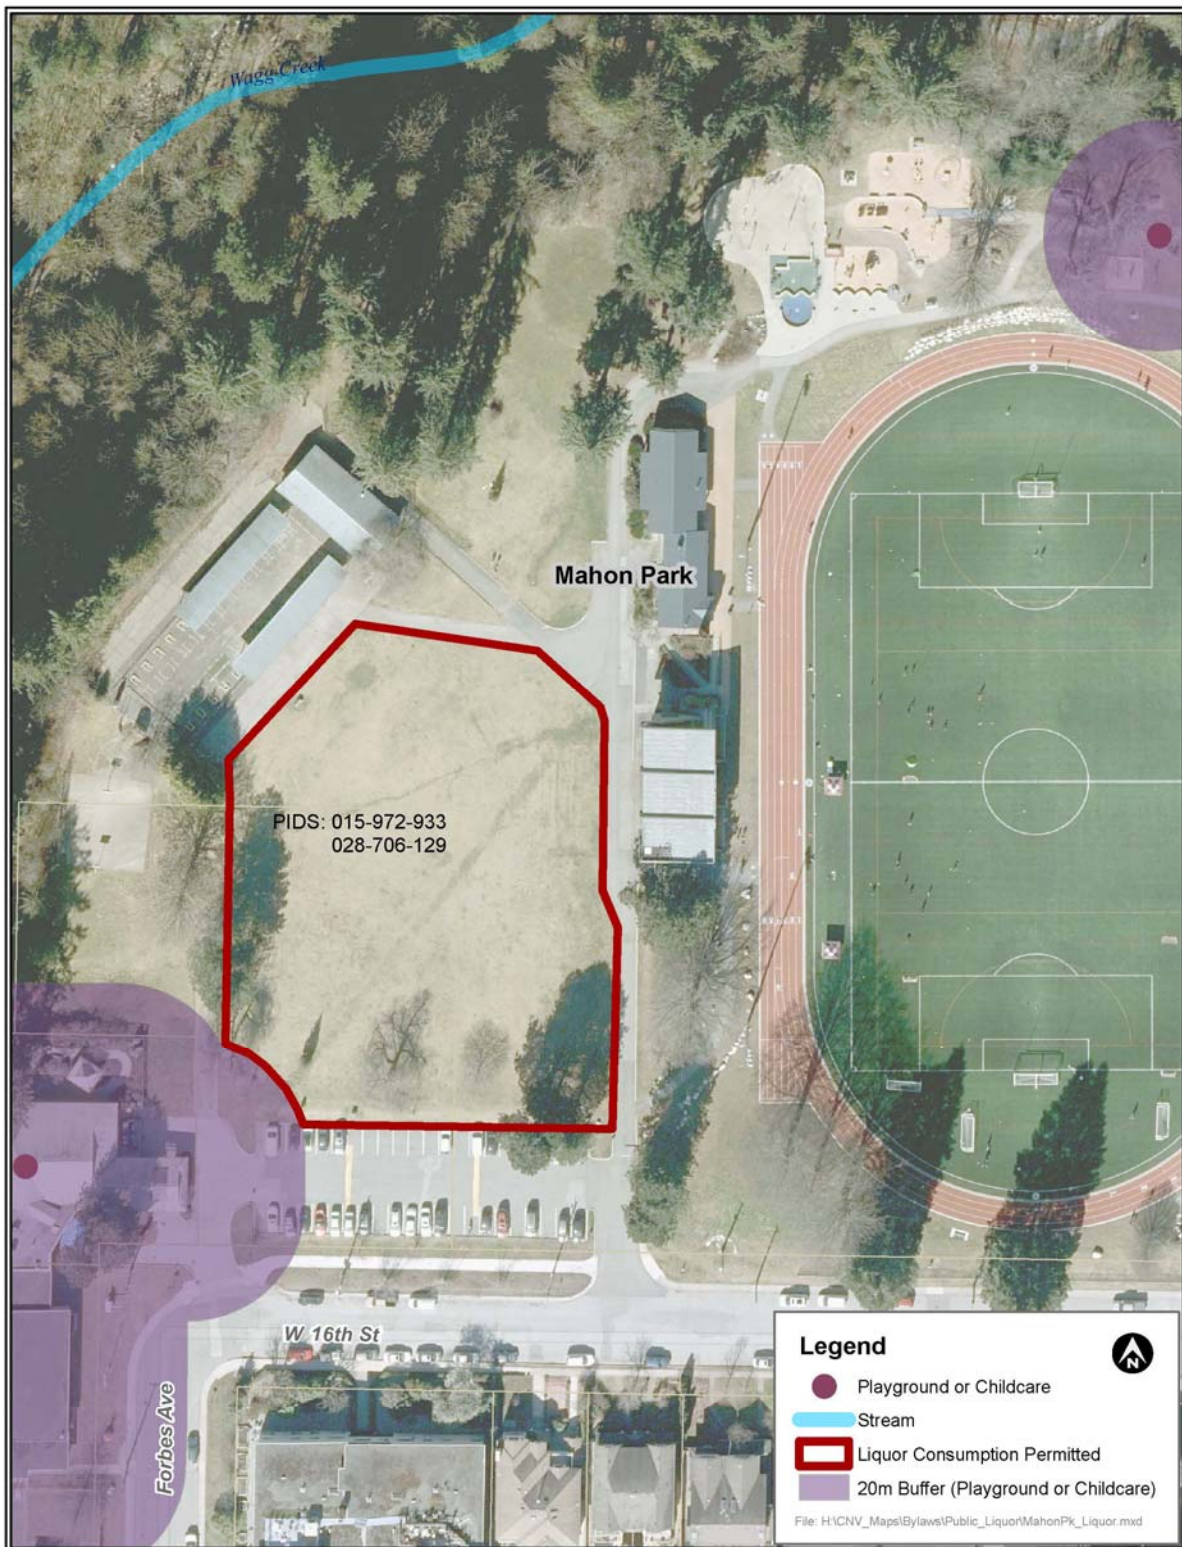 Wagg Creek
Mahon Park
PIDS: 015-972-933
028-706-129
W 16th St
Forbes Ave
Legend
N
Playground or Childcare
Stream
Liquor Consumption Permitted
20m Buffer (Playground or Childcare)
File: H:\CNV_Maps\Bylaws\Public_Liquor\MahonPk_Liquor.mxd